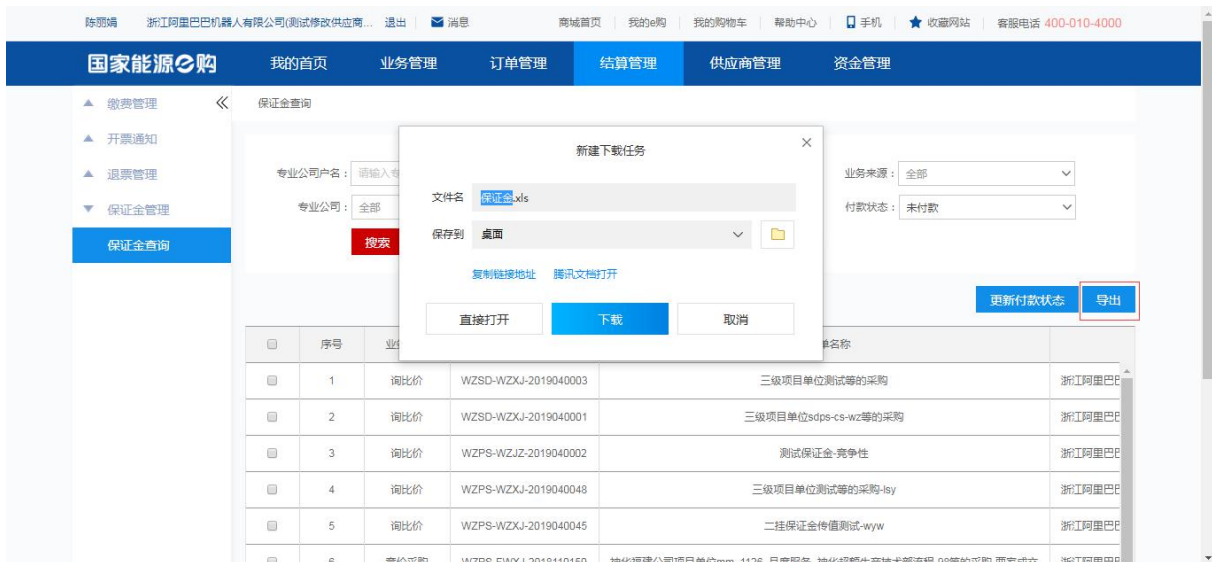 陈丽娟 浙江阿里巴巴机器人有限公司(测试修改供应商... 退出 消息 商城首页 我的e购 我的购物车 帮助中心 手机 收藏网站 客服电话 400-010-4000
国家能源e购 我的首页 业务管理 订单管理 结算管理 供应商管理 资金管理
缴费管理 保证金查询
开票通知
新建下载任务
退票管理 专业公司户名： 请输入 业务来源： 全部
文件名 保证金.xls
保证金管理 专业公司： 全部 付款状态： 未付款
保证金查询 搜索 保存到 桌面
复制链接地址 腾讯文档打开
更新付款状态 导出
直接打开 下载 取消
序号 业 单名称
1 询比价 WZSD-WZXJ-2019040003 三级项目单位测试等的采购 浙江阿里巴
2 询比价 WZSD-WZXJ-2019040001 三级项目单位sdps-cs-wz等的采购 浙江阿里巴
3 询比价 WZPS-WZJZ-2019040002 测试保证金-竞争性 浙江阿里巴
4 询比价 WZPS-WZXJ-2019040048 三级项目单位测试等的采购-lsy 浙江阿里巴
5 询比价 WZPS-WZXJ-2019040045 二挂保证金传值测试-wyw 浙江阿里巴
6 竞价采购